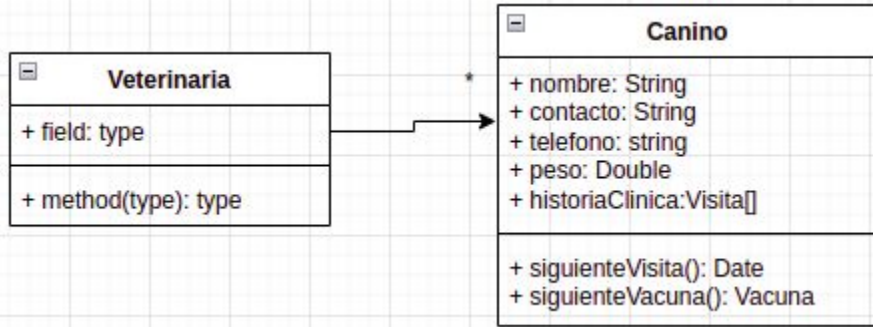 Veterinaria
+ field: type
+ method(type): type
*
Canino
+ nombre: String
+ contacto: String
+ telefono: string
+ peso: Double
+ historiaClinica:Visita[]
+ siguienteVisita(): Date
+ siguienteVacuna(): Vacuna